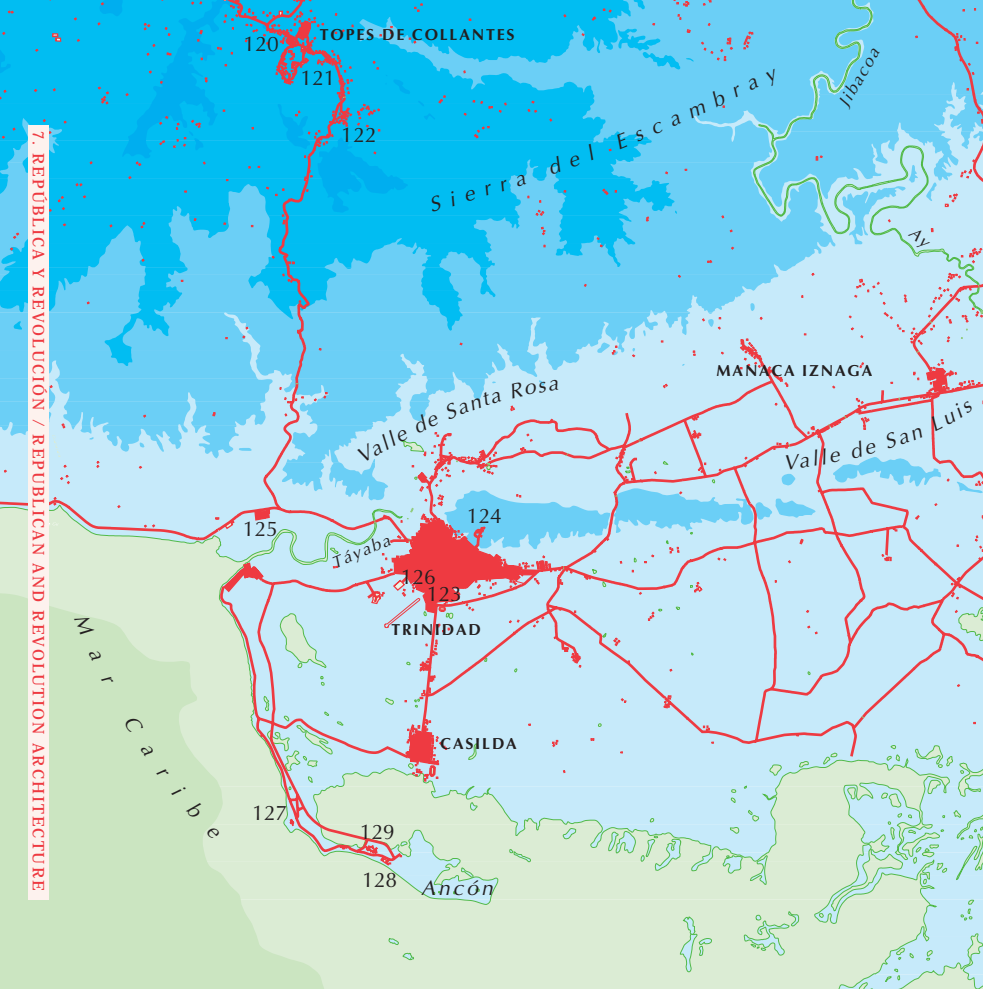 TOPES DE COLLANTES
120
121
122
Jibacoa
Sierra del Escambray
Ay
7. REPÚBLICA Y REVOLUCIÓN / REPUBLICAN AND REVOLUTION ARCHITECTURE
MANACA IZNAGA
Valle de Santa Rosa
Valle de San Luis
124
125
Táyaba
126
123
TRINIDAD
Mar Caribe
CASILDA
127
129
128
Ancón